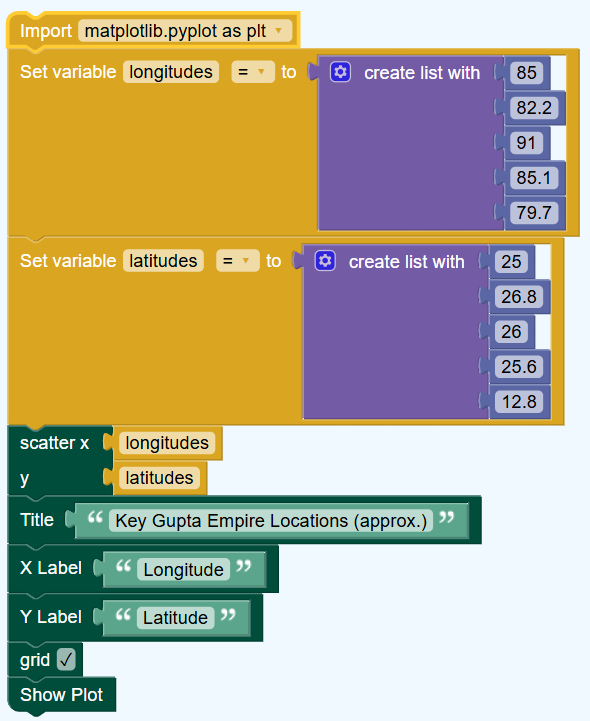 Import matplotlib.pyplot as plt
Set variable longitudes = to create list with 85
82.2
91
85.1
79.7
Set variable latitudes = to create list with 25
26.8
26
25.6
12.8
scatter x longitudes
y latitudes
Title “ Key Gupta Empire Locations (approx.) ”
X Label “ Longitude ”
Y Label “ Latitude ”
grid ✓
Show Plot